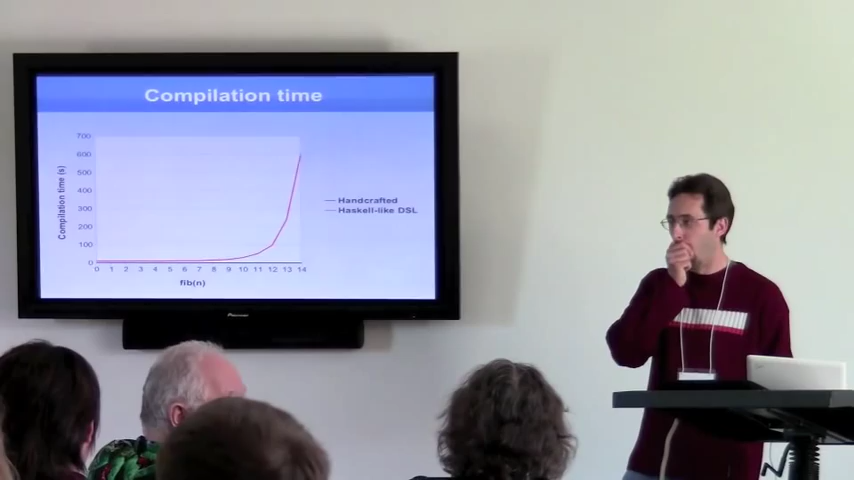 Compilation time
700
600
500
400
300
200
100
0
Compilation time (s)
0 1 2 3 4 5 6 7 8 9 10 11 12 13 14
fib(n)
Handcrafted
Haskell-like DSL
Pioneer